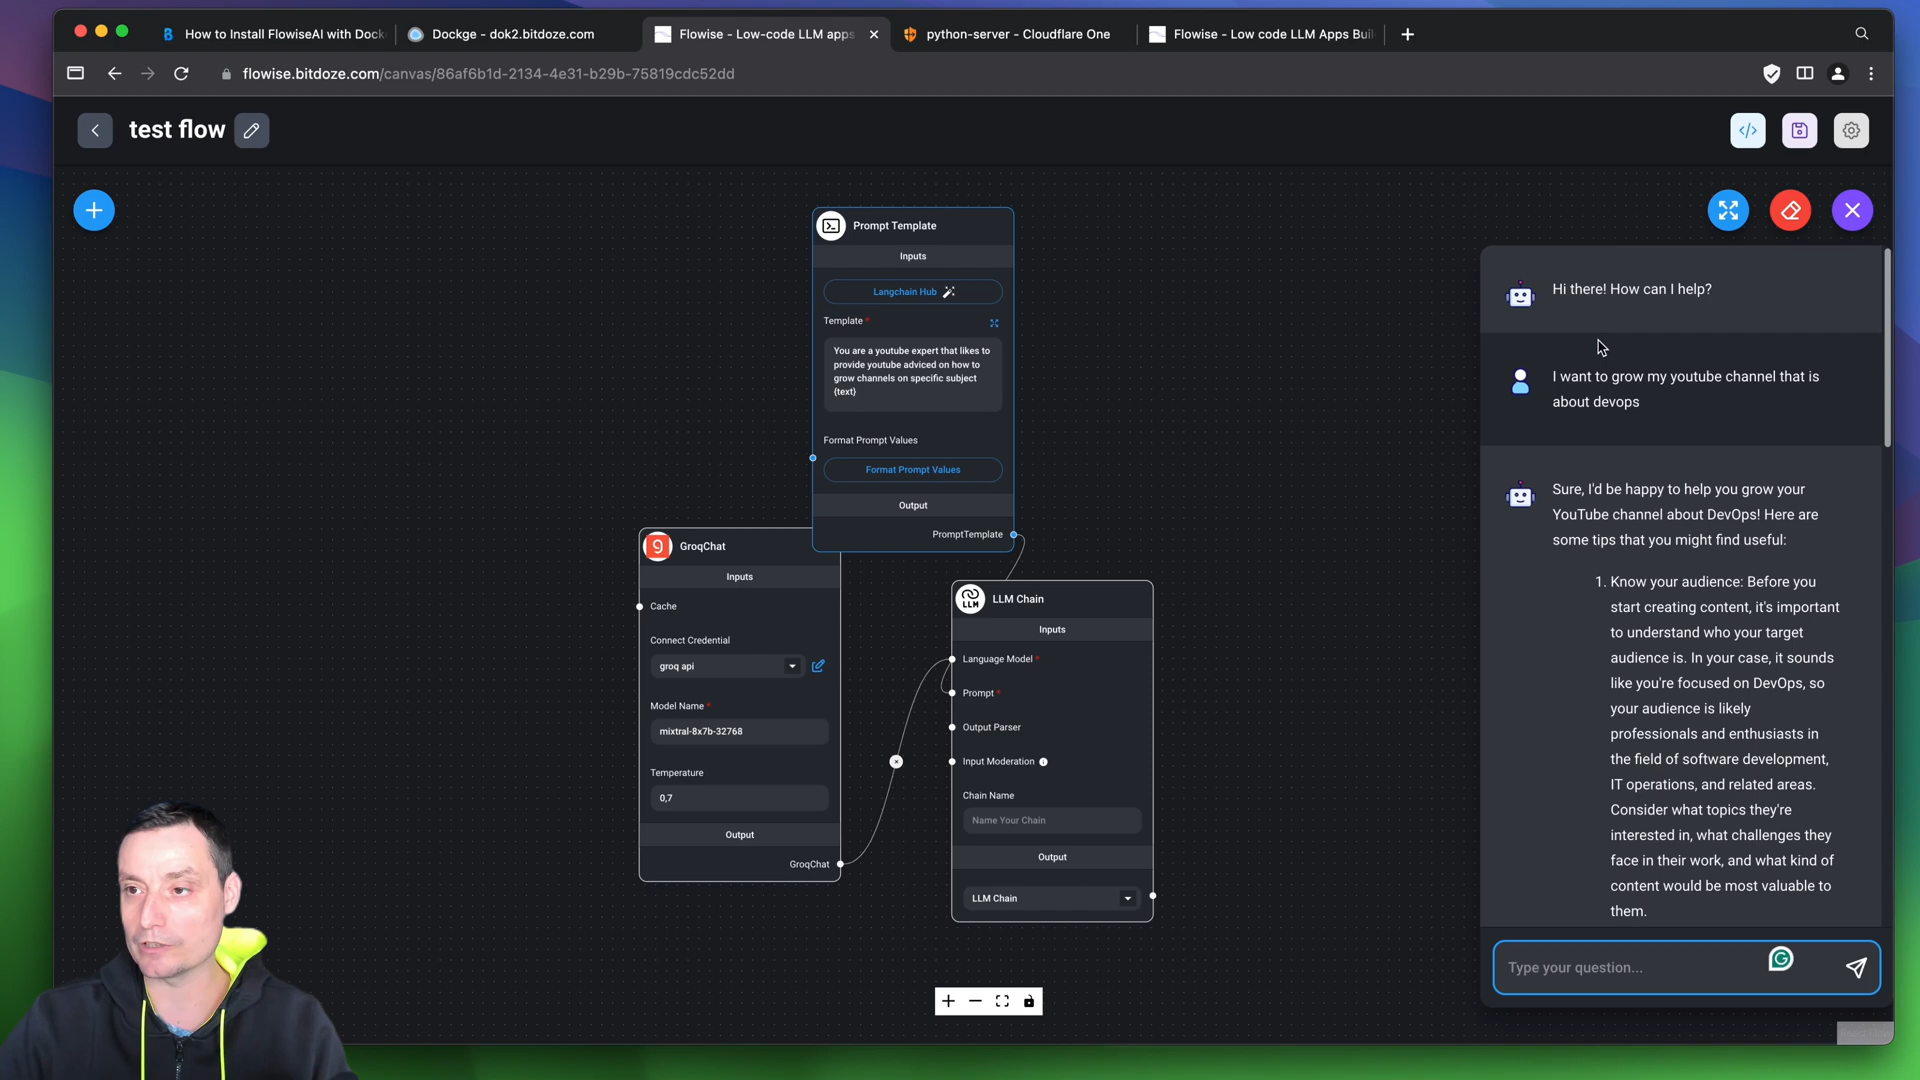 How to Install FlowiseAI with Dock
Dockge - dok2.bitdoze.com
Flowise - Low-code LLM apps
python-server - Cloudflare One
Flowise - Low code LLM Apps Buil
flowise.bitdoze.com/canvas/86af6b1d-2134-4e31-b29b-75819cdc52dd
test flow
Prompt Template
Inputs
Langchain Hub
Template *
You are a youtube expert that likes to
provide youtube adviced on how to
grow channels on specific subject
{text}
Format Prompt Values
Format Prompt Values
Output
PromptTemplate
GroqChat
Inputs
Cache
Connect Credential
groq api
Model Name *
mixtral-8x7b-32768
Temperature
0,7
Output
GroqChat
LLM
LLM Chain
Inputs
Language Model *
Prompt *
Output Parser
Input Moderation
Chain Name
Name Your Chain
Output
LLM Chain
Hi there! How can I help?
I want to grow my youtube channel that is
about devops
Sure, I'd be happy to help you grow your
YouTube channel about DevOps! Here are
some tips that you might find useful:
1. Know your audience: Before you
start creating content, it's important
to understand who your target
audience is. In your case, it sounds
like you're focused on DevOps, so
your audience is likely
professionals and enthusiasts in
the field of software development,
IT operations, and related areas.
Consider what topics they're
interested in, what challenges they
face in their work, and what kind of
content would be most valuable to
them.
Type your question...